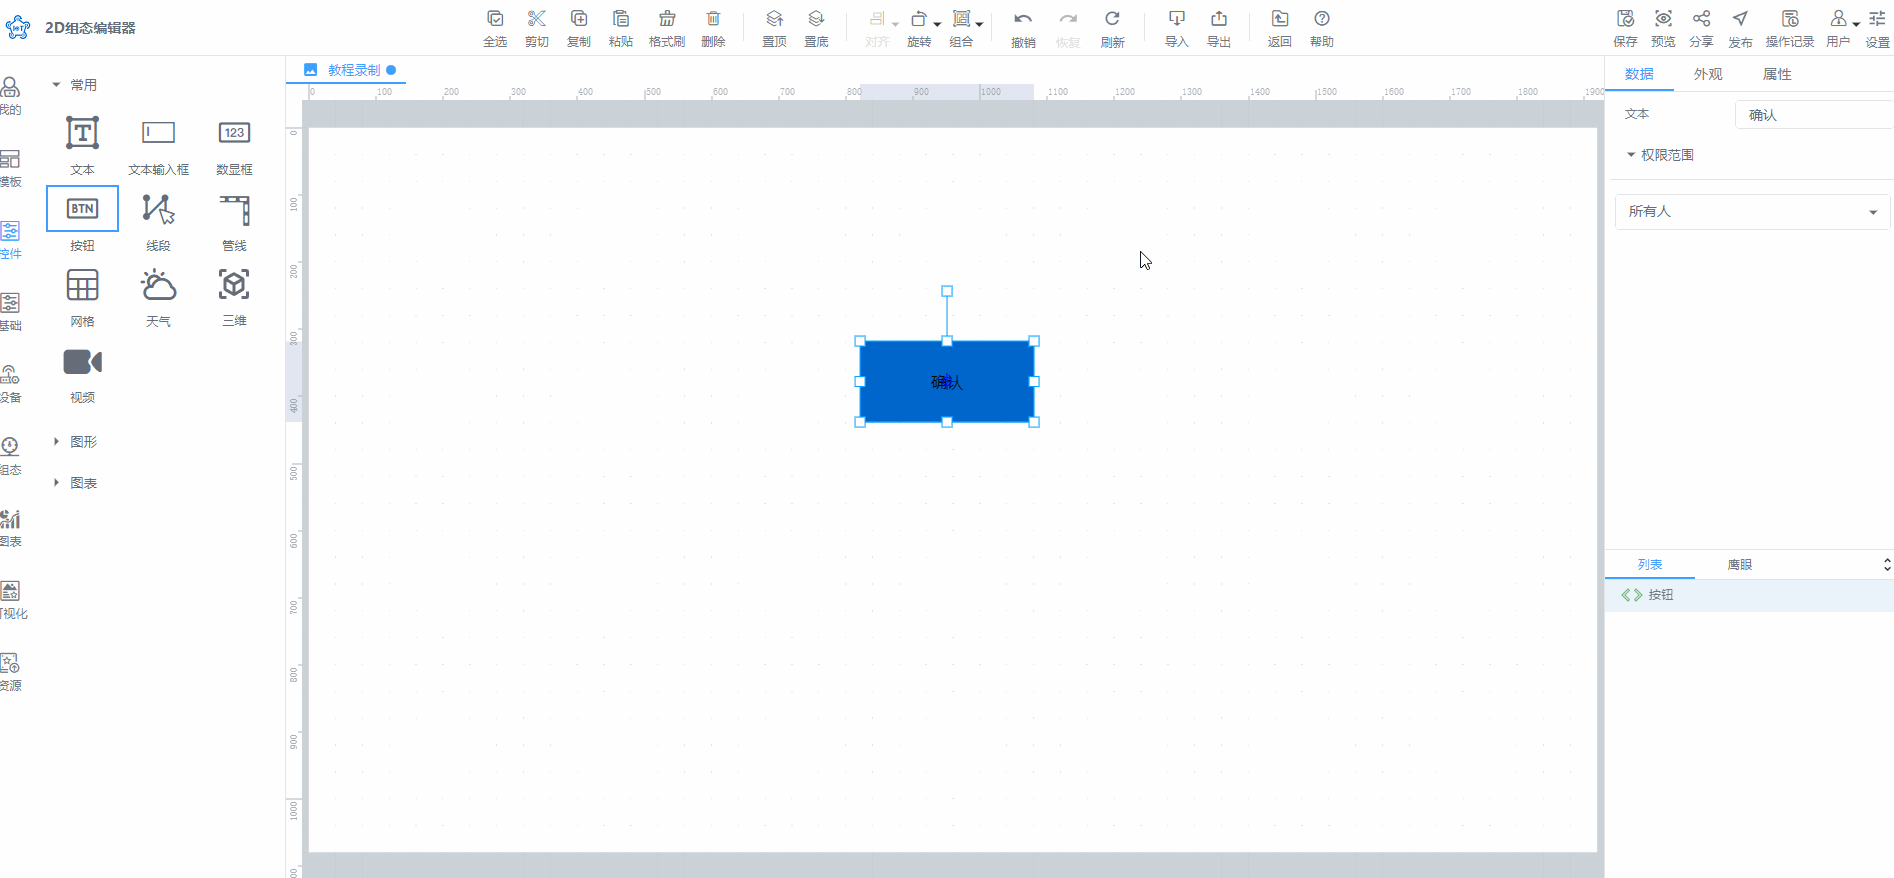 2D组态编辑器
全选
剪切
复制
粘贴
格式刷
删除
置顶
置底
对齐
旋转
组合
撤销
恢复
刷新
导入
导出
返回
帮助
保存
预览
分享
发布
操作记录
用户
设置
我的
模板
控件
基础
设备
组态
图表
可视化
资源
常用
文本
文本输入框
123
数显框
BTN
按钮
线段
管线
网格
天气
三维
视频
图形
图表
教程录制
0 100 200 300 400 500 600 700 800 900 1000 1100 1200 1300 1400 1500 1600 1700 1800 1900
0
100
200
300
400
500
600
700
800
900
1000
确认
数据 外观 属性
文本 确认
权限范围
所有人
列表 鹰眼
按钮